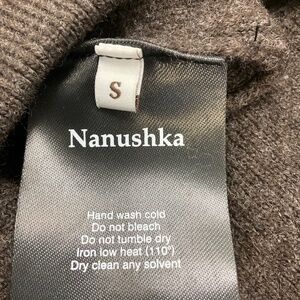 S
Nanushka
Hand wash cold
Do not bleach
Do not tumble dry
Iron low heat (110°)
Dry clean any solvent